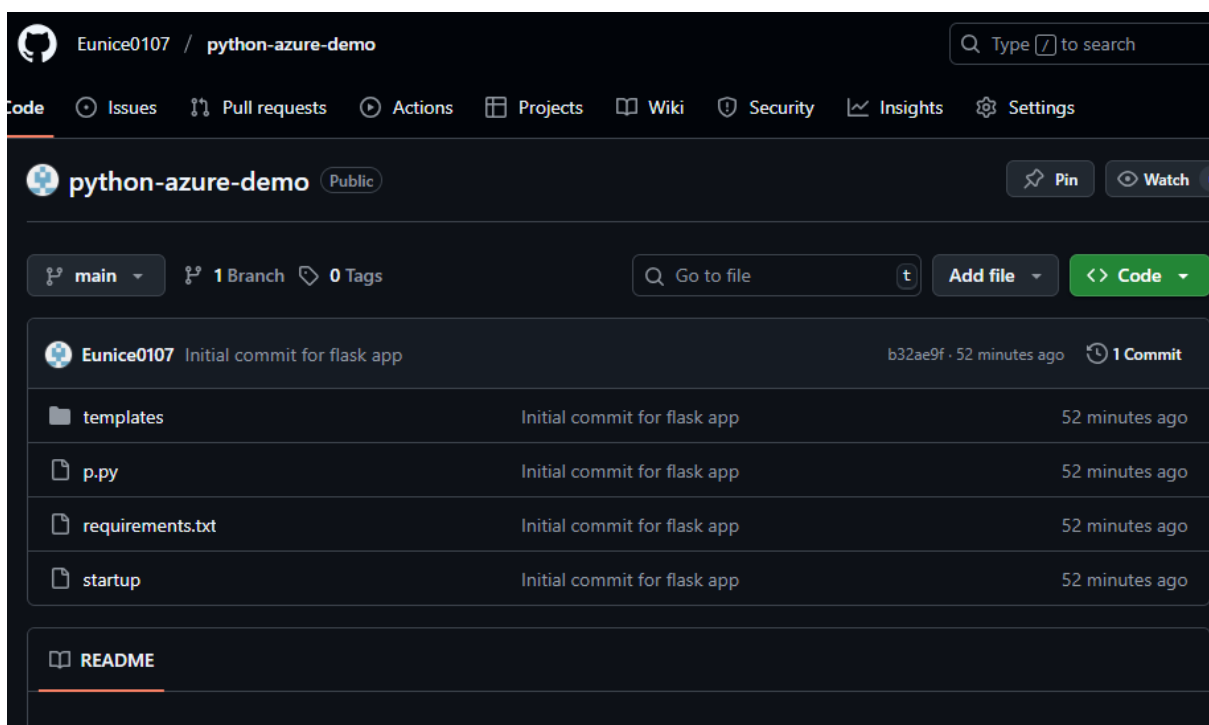 Eunice0107 / python-azure-demo Type / to search
Code Issues Pull requests Actions Projects Wiki Security Insights Settings
python-azure-demo Public Pin Watch
main 1 Branch 0 Tags Go to file t Add file <> Code
Eunice0107 Initial commit for flask app b32ae9f · 52 minutes ago 1 Commit
templates Initial commit for flask app 52 minutes ago
p.py Initial commit for flask app 52 minutes ago
requirements.txt Initial commit for flask app 52 minutes ago
startup Initial commit for flask app 52 minutes ago
README